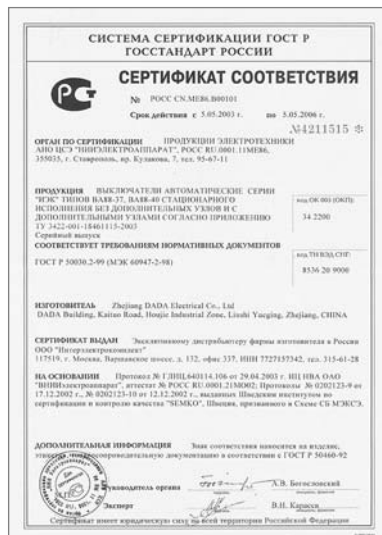 СИСТЕМА СЕРТИФИКАЦИИ ГОСТ Р
ГОССТАНДАРТ РОССИИ
СЕРТИФИКАТ СООТВЕТСТВИЯ
№ РОСС CN.ME86.B00101
Срок действия с 5.05.2003 г. по 5.05.2006 г.
№4211515
ОРГАН ПО СЕРТИФИКАЦИИ ПРОДУКЦИИ ЭЛЕКТРОТЕХНИКИ
АНО ЦСЭ "НИИЭЛЕКТРОАППАРАТ", РОСС RU.0001.11МЕ86,
355035, г. Ставрополь, пр. Кулакова, 7, тел. 95-67-11
ПРОДУКЦИЯ ВЫКЛЮЧАТЕЛИ АВТОМАТИЧЕСКИЕ СЕРИИ
"ИЭК" ТИПОВ ВА88-37, ВА88-40 СТАЦИОНАРНОГО
ИСПОЛНЕНИЯ БЕЗ ДОПОЛНИТЕЛЬНЫХ УЗЛОВ И С
ДОПОЛНИТЕЛЬНЫМИ УЗЛАМИ СОГЛАСНО ПРИЛОЖЕНИЮ
ТУ 3422-001-18461115-2003
Серийный выпуск
код ОК 005 (ОКП):
34 2200
СООТВЕТСТВУЕТ ТРЕБОВАНИЯМ НОРМАТИВНЫХ ДОКУМЕНТОВ
ГОСТ Р 50030.2-99 (МЭК 60947-2-98)
код ТН ВЭД СНГ:
8536 20 9000
ИЗГОТОВИТЕЛЬ Zhejiang DADA Electrical Co., Ltd
DADA Building, Kaitao Road, Houjie Industrial Zone, Liushi Yueqing, Zhejiang, CHINA
СЕРТИФИКАТ ВЫДАН Эксклюзивному дистрибьютеру фирмы изготовителя в России
ООО "Интерэлектрокомплект"
117519, г. Москва, Варшавское шоссе, д. 132, офис 337, ИНН 7727157342, тел. 315-61-28
НА ОСНОВАНИИ Протокол № ГЛИЦ.640114.106 от 29.04.2003 г. ИЦ НВА ОАО
"ВНИИэлектроаппарат", аттестат № РОСС RU.0001.21МЮ02; Протоколы № 0202123-9 от
17.12.2002 г., № 0202123-10 от 12.2002 г., выданных Шведским институтом по
сертификации и контролю качества "SEMKO", Швеция, признанного в Схеме СБ МЭКСЭ.
ДОПОЛНИТЕЛЬНАЯ ИНФОРМАЦИЯ Знак соответствия наносится на изделие,
сопроводительную документацию в соответствии с ГОСТ Р 50460-92
Руководитель органа А.В. Богословский
Эксперт В.Н. Карасси
Сертификат имеет юридическую силу на всей территории Российской Федерации